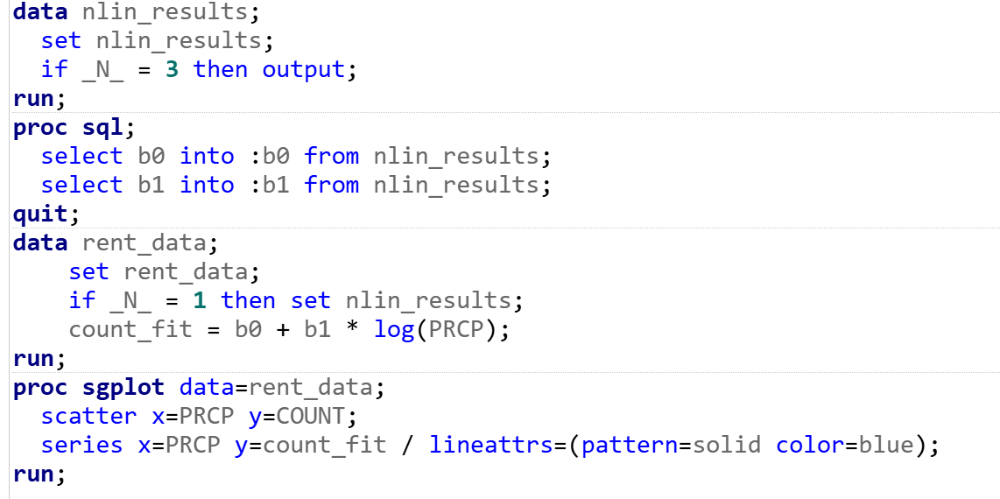 data nlin_results;
  set nlin_results;
  if _N_ = 3 then output;
run;
proc sql;
  select b0 into :b0 from nlin_results;
  select b1 into :b1 from nlin_results;
quit;
data rent_data;
    set rent_data;
    if _N_ = 1 then set nlin_results;
    count_fit = b0 + b1 * log(PRCP);
run;
proc sgplot data=rent_data;
  scatter x=PRCP y=COUNT;
  series x=PRCP y=count_fit / lineattrs=(pattern=solid color=blue);
run;